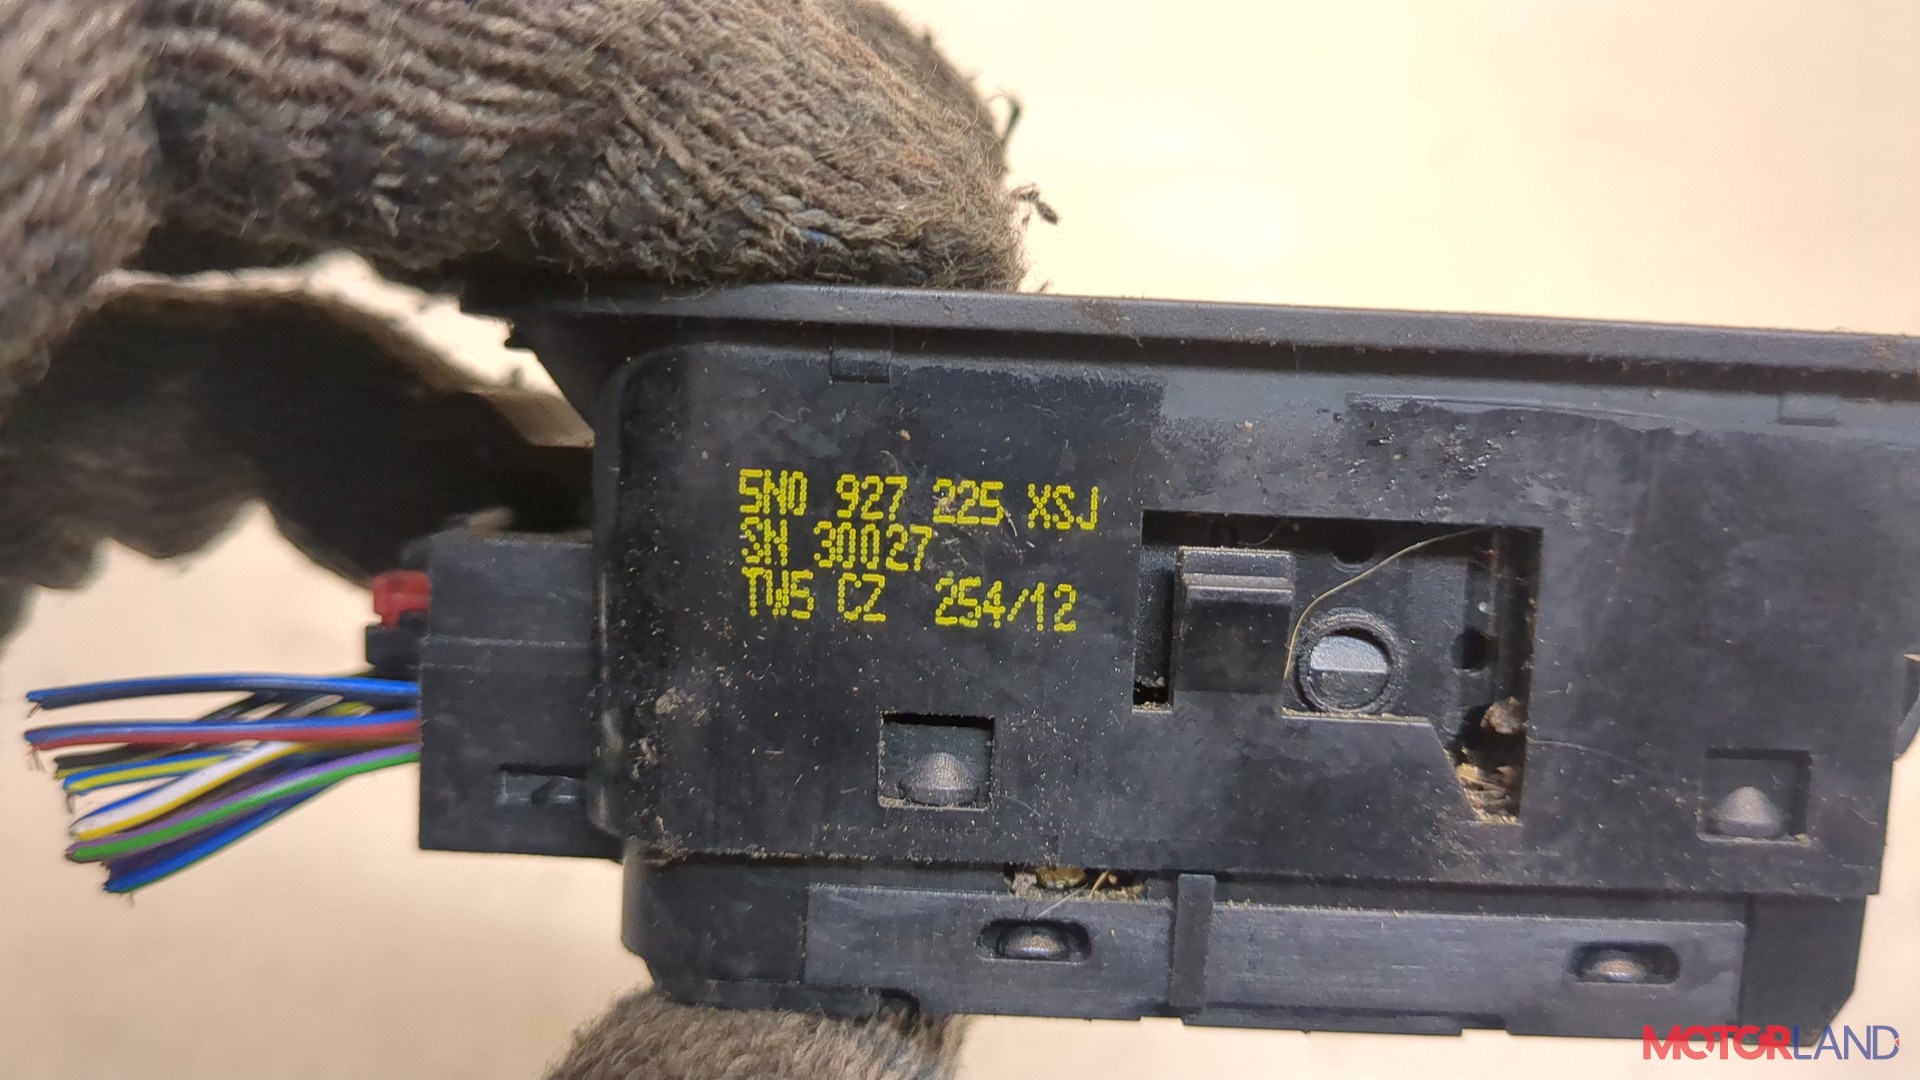 5N0 927 225 XSJ
SN 30027
TW5 CZ 254/12
MOTORLAND